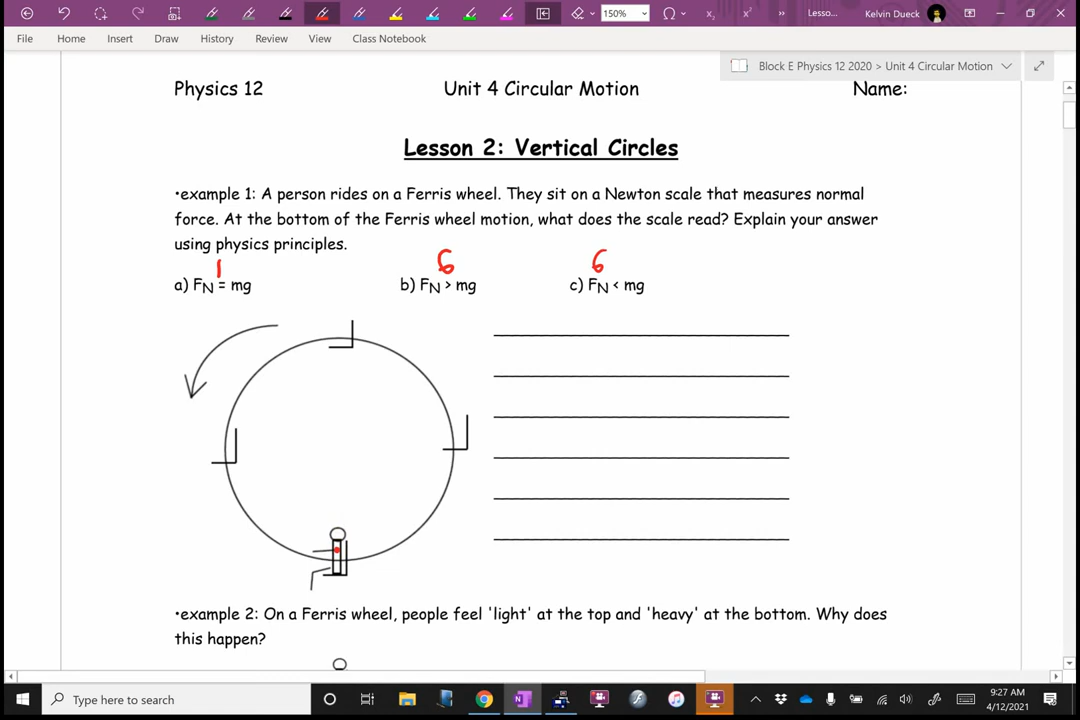 150%
Lesso...
Kelvin Dueck
File Home Insert Draw History Review View Class Notebook
Block E Physics 12 2020 > Unit 4 Circular Motion
Physics 12 Unit 4 Circular Motion Name:
Lesson 2: Vertical Circles
•example 1: A person rides on a Ferris wheel. They sit on a Newton scale that measures normal
force. At the bottom of the Ferris wheel motion, what does the scale read? Explain your answer
using physics principles.
1 6 6
a) FN = mg b) FN > mg c) FN < mg
•example 2: On a Ferris wheel, people feel 'light' at the top and 'heavy' at the bottom. Why does
this happen?
Type here to search
9:27 AM
4/12/2021